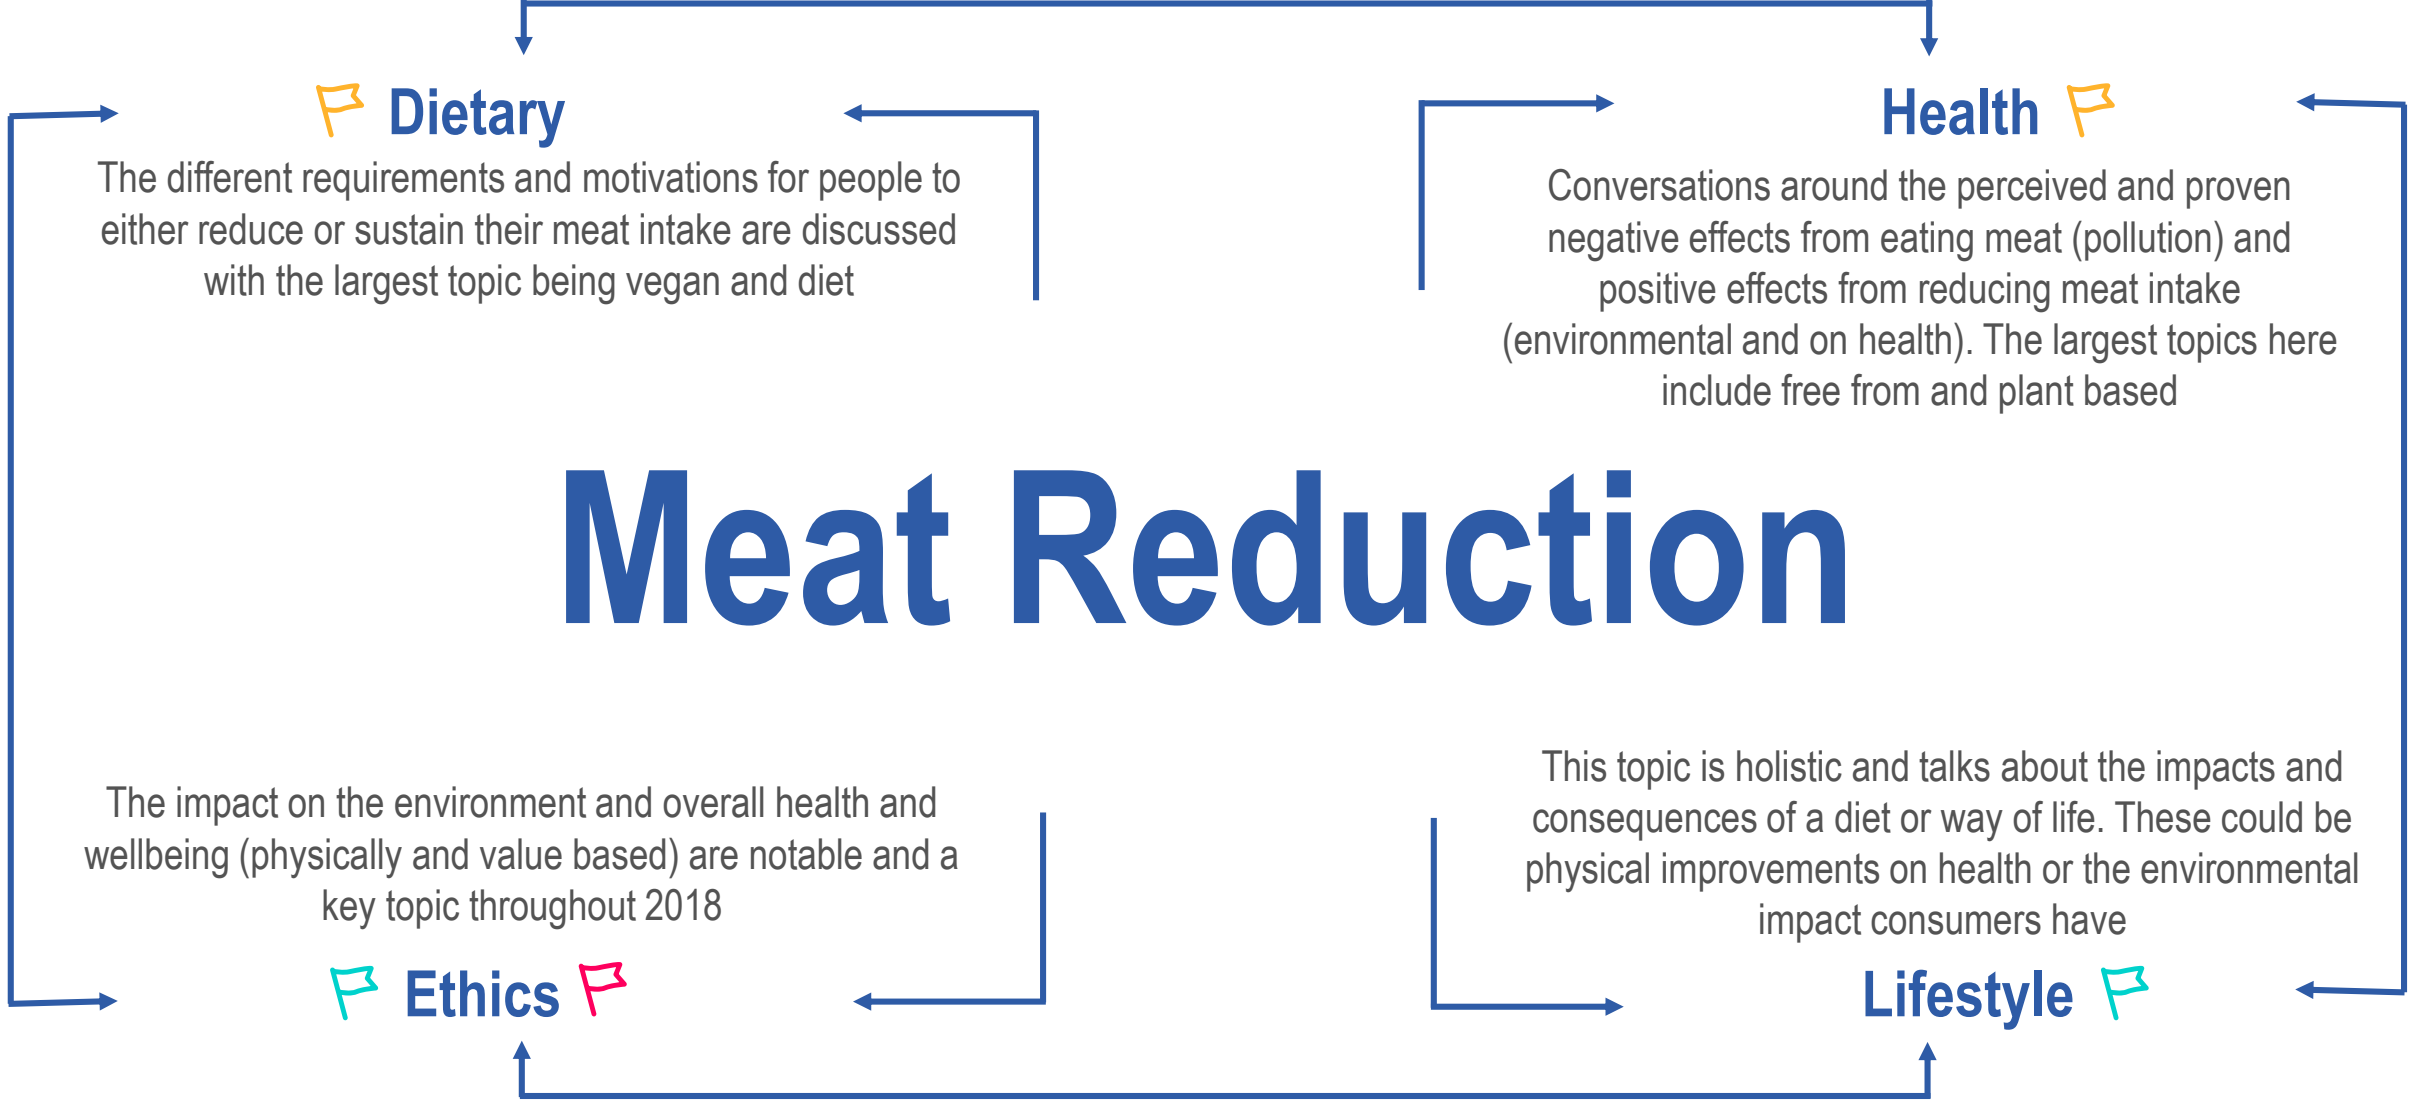 Dietary
The different requirements and motivations for people to
either reduce or sustain their meat intake are discussed
with the largest topic being vegan and diet
Health
Conversations around the perceived and proven
negative effects from eating meat (pollution) and
positive effects from reducing meat intake
(environmental and on health). The largest topics here
include free from and plant based
Meat Reduction
The impact on the environment and overall health and
wellbeing (physically and value based) are notable and a
key topic throughout 2018
Ethics
This topic is holistic and talks about the impacts and
consequences of a diet or way of life. These could be
physical improvements on health or the environmental
impact consumers have
Lifestyle